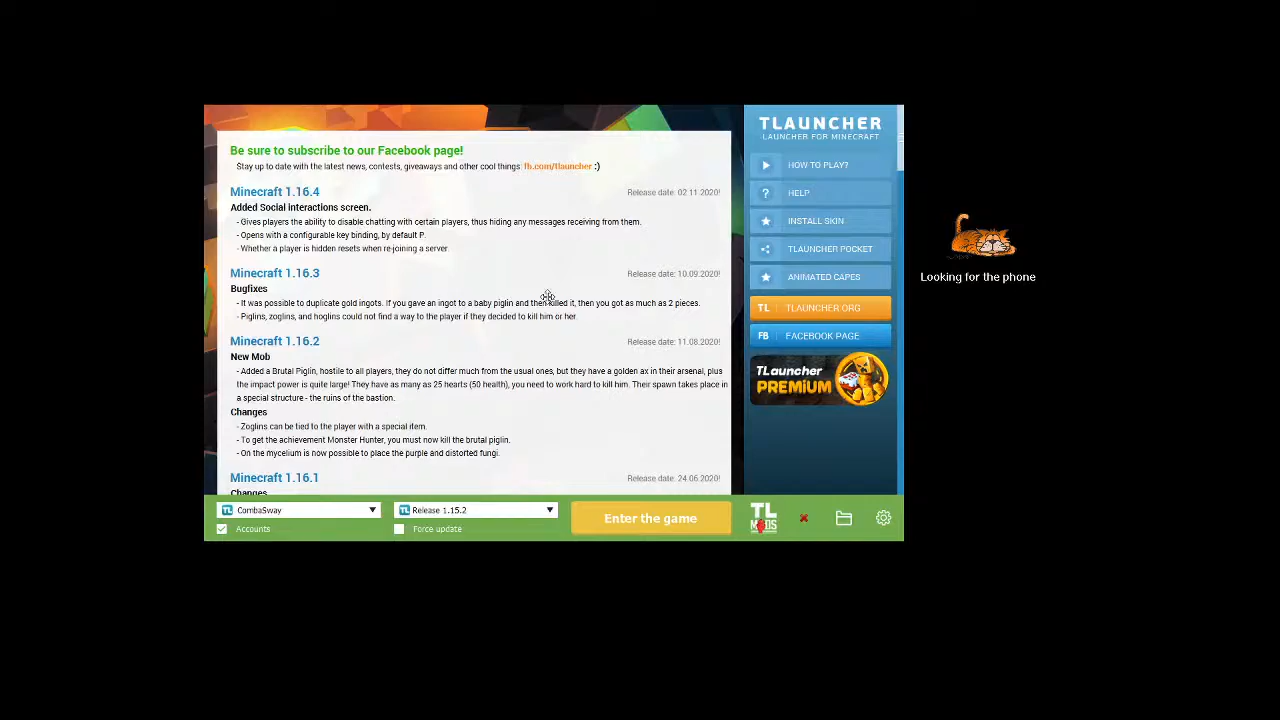 Be sure to subscribe to our Facebook page!
Stay up to date with the latest news, contests, giveaways and other cool things: fb.com/tlauncher :)
Minecraft 1.16.4
Release date: 02.11.2020!
Added Social interactions screen.
- Gives players the ability to disable chatting with certain players, thus hiding any messages receiving from them.
- Opens with a configurable key binding, by default P.
- Whether a player is hidden resets when re-joining a server.
Minecraft 1.16.3
Release date: 10.09.2020!
Bugfixes
- It was possible to duplicate gold ingots. If you gave an ingot to a baby piglin and then killed it, then you got as much as 2 pieces.
- Piglins, zoglins, and hoglins could not find a way to the player if they decided to kill him or her.
Minecraft 1.16.2
Release date: 11.08.2020!
New Mob
- Added a Brutal Piglin, hostile to all players, they do not differ much from the usual ones, but they have a golden ax in their arsenal, plus
the impact power is quite large! They have as many as 25 hearts (50 health), you need to work hard to kill him. Their spawn takes place in
a special structure - the ruins of the bastion.
Changes
- Zoglins can be tied to the player with a special item.
- To get the achievement Monster Hunter, you must now kill the brutal piglin.
- On the mycelium is now possible to place the purple and distorted fungi.
Minecraft 1.16.1
Release date: 24.06.2020!
Changes
TLAUNCHER
LAUNCHER FOR MINECRAFT
HOW TO PLAY?
? HELP
INSTALL SKIN
TLAUNCHER POCKET
ANIMATED CAPES
TL TLAUNCHER.ORG
FB FACEBOOK PAGE
TLauncher
PREMIUM
TL CombaSway
Accounts
TL Release 1.15.2
Force update
Enter the game
TL
MODS
Looking for the phone